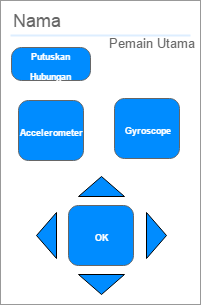 Nama
Pemain Utama
Putuskan
Hubungan
Accelerometer
Gyroscope
OK